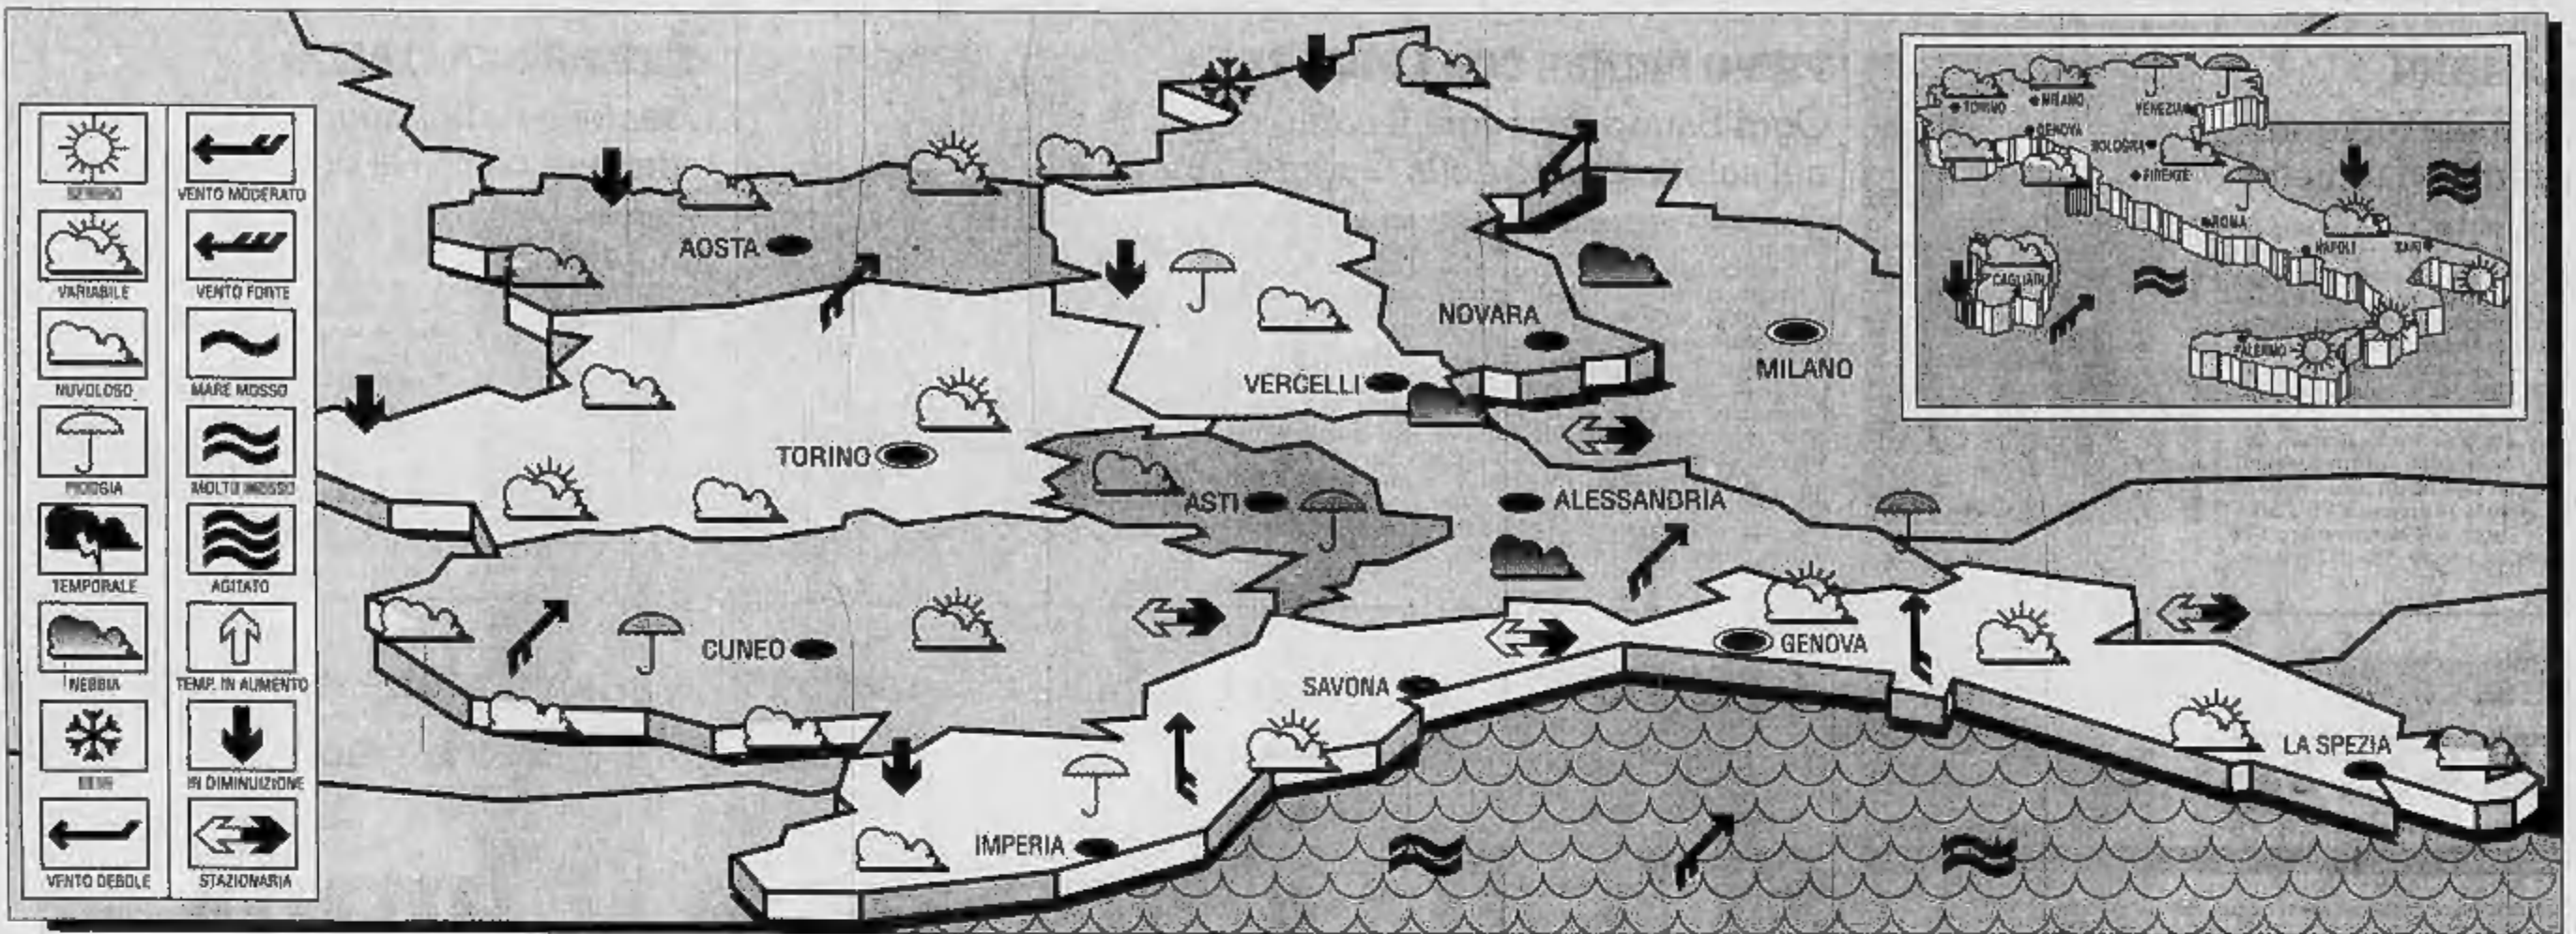 VENTO MODERATO
VARIABILE
VENTO FORTE
NUVOLOSO
MARE MOSSO
PIOGGIA
MOLTO MOSSO
TEMPORALE
AGITATO
NEBBIA
TEMP. IN AUMENTO
IN DIMINUIZIONE
VENTO DEBOLE
STAZIONARIA
AOSTA
NOVARA
MILANO
VERCELLI
TORINO
ASTI
ALESSANDRIA
CUNEO
GENOVA
SAVONA
LA SPEZIA
IMPERIA
TORINO
MILANO
VENEZIA
GENOVA
BOLOGNA
FIRENZE
ROMA
NAPOLI
BARI
CAGLIARI
PALERMO